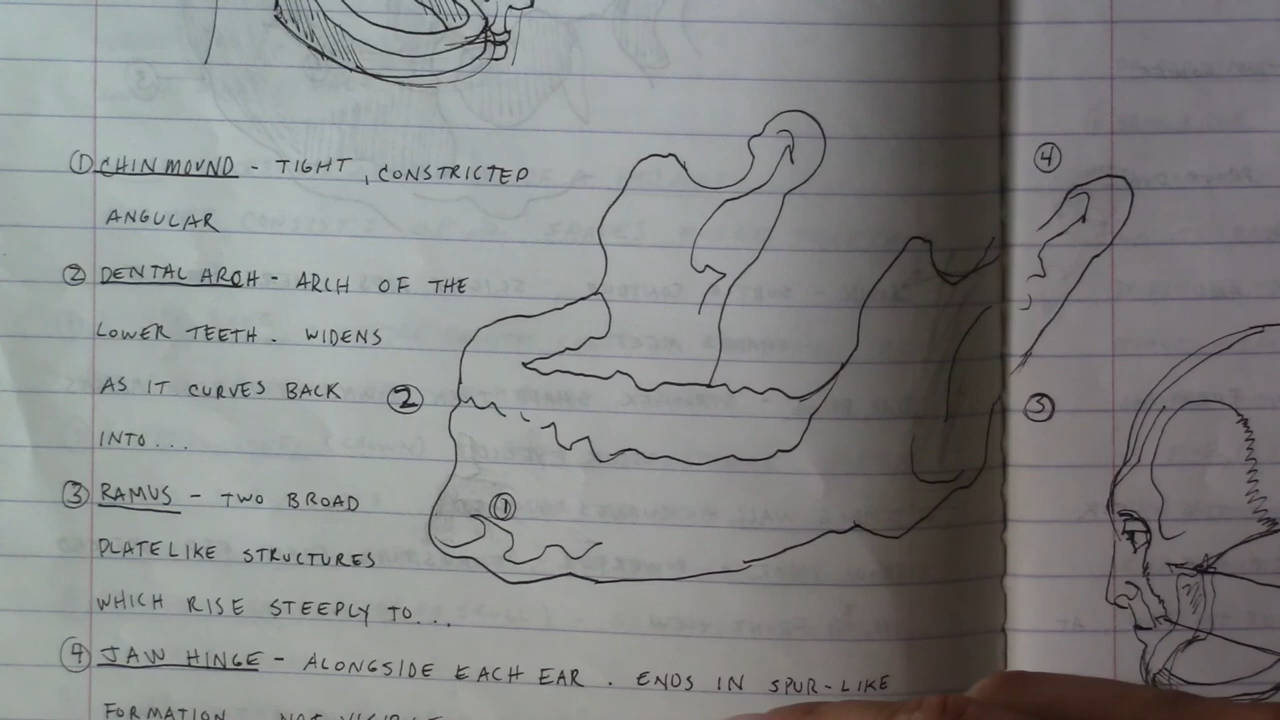 ① CHIN MOUND - TIGHT, CONSTRICTED
ANGULAR
② DENTAL ARCH - ARCH OF THE
LOWER TEETH. WIDENS
AS IT CURVES BACK
INTO...
③ RAMUS - TWO BROAD
PLATELIKE STRUCTURES
WHICH RISE STEEPLY TO...
④ JAW HINGE - ALONGSIDE EACH EAR. ENDS IN SPUR-LIKE
FORMATION
④
②
③
①